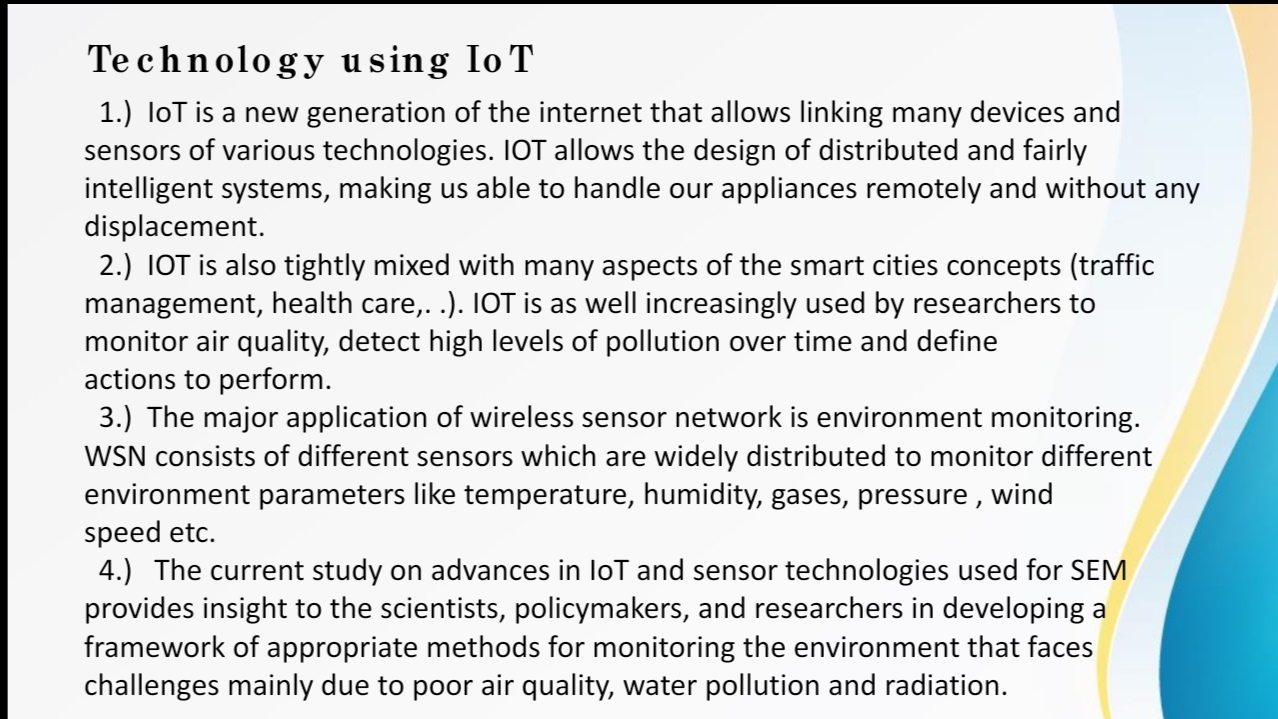 Technology using IoT
1.) IoT is a new generation of the internet that allows linking many devices and
sensors of various technologies. IOT allows the design of distributed and fairly
intelligent systems, making us able to handle our appliances remotely and without any
displacement.
2.) IOT is also tightly mixed with many aspects of the smart cities concepts (traffic
management, health care,. .). IOT is as well increasingly used by researchers to
monitor air quality, detect high levels of pollution over time and define
actions to perform.
3.) The major application of wireless sensor network is environment monitoring.
WSN consists of different sensors which are widely distributed to monitor different
environment parameters like temperature, humidity, gases, pressure , wind
speed etc.
4.) The current study on advances in IoT and sensor technologies used for SEM
provides insight to the scientists, policymakers, and researchers in developing a
framework of appropriate methods for monitoring the environment that faces
challenges mainly due to poor air quality, water pollution and radiation.